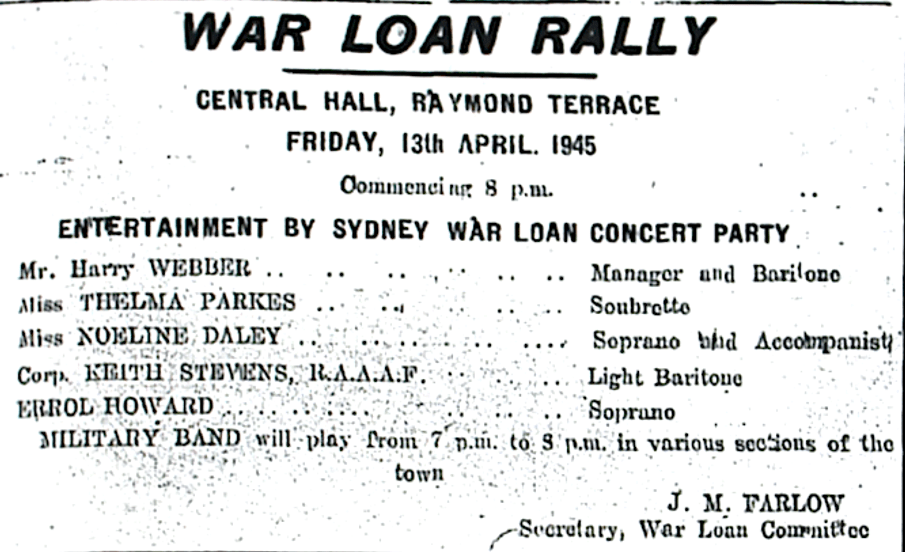 WAR LOAN RALLY
CENTRAL HALL, RAYMOND TERRACE
FRIDAY, 13th APRIL. 1945
Commencing 8 p.m.
ENTERTAINMENT BY SYDNEY WAR LOAN CONCERT PARTY
Mr. Harry WEBBER .. .. .. .. .. .. Manager and Baritone
Miss THELMA PARKES .. .. .. .. .. Soubrette
Miss NOELINE DALEY .. .. .. .. .. .. Soprano and Accompanist
Corp. KEITH STEVENS, R.A.A.A.F. .. .. .. Light Baritone
ERROL HOWARD .. .. .. .. .. .. .. Soprano
MILITARY BAND will play from 7 p.m. to 8 p.m. in various sections of the
town
J. M. FARLOW
Secretary, War Loan Committee